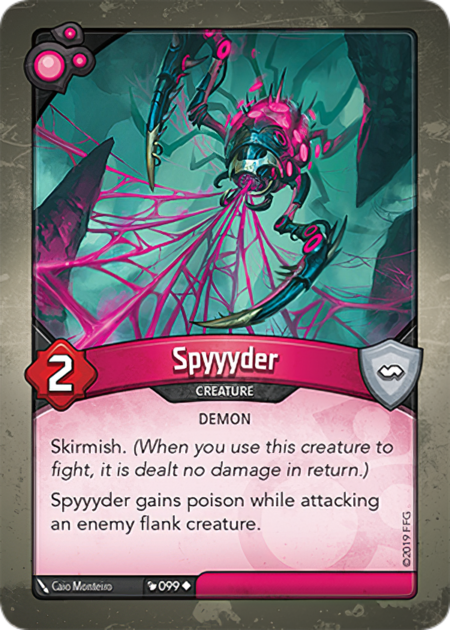 2
Spyyyder
CREATURE
DEMON
Skirmish. (When you use this creature to
fight, it is dealt no damage in return.)
Spyyyder gains poison while attacking
an enemy flank creature.
©2019 FFG
Caio Monteiro
099